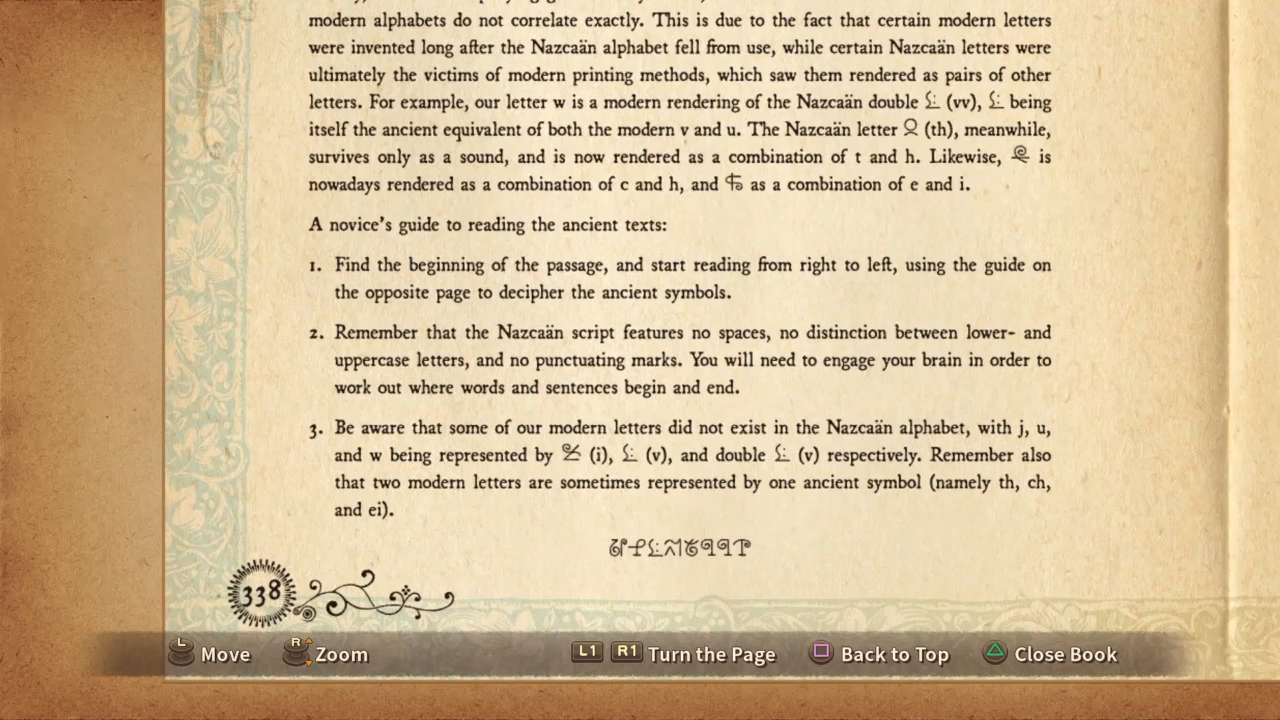 modern alphabets do not correlate exactly. This is due to the fact that certain modern letters
were invented long after the Nazcaän alphabet fell from use, while certain Nazcaän letters were
ultimately the victims of modern printing methods, which saw them rendered as pairs of other
letters. For example, our letter w is a modern rendering of the Nazcaän double (vv), being
itself the ancient equivalent of both the modern v and u. The Nazcaän letter (th), meanwhile,
survives only as a sound, and is now rendered as a combination of t and h. Likewise, is
nowadays rendered as a combination of c and h, and as a combination of e and i.
A novice's guide to reading the ancient texts:
1. Find the beginning of the passage, and start reading from right to left, using the guide on
the opposite page to decipher the ancient symbols.
2. Remember that the Nazcaän script features no spaces, no distinction between lower- and
uppercase letters, and no punctuating marks. You will need to engage your brain in order to
work out where words and sentences begin and end.
3. Be aware that some of our modern letters did not exist in the Nazcaän alphabet, with j, u,
and w being represented by (i), (v), and double (v) respectively. Remember also
that two modern letters are sometimes represented by one ancient symbol (namely th, ch,
and ei).
338
L Move R Zoom L1 R1 Turn the Page Back to Top Close Book